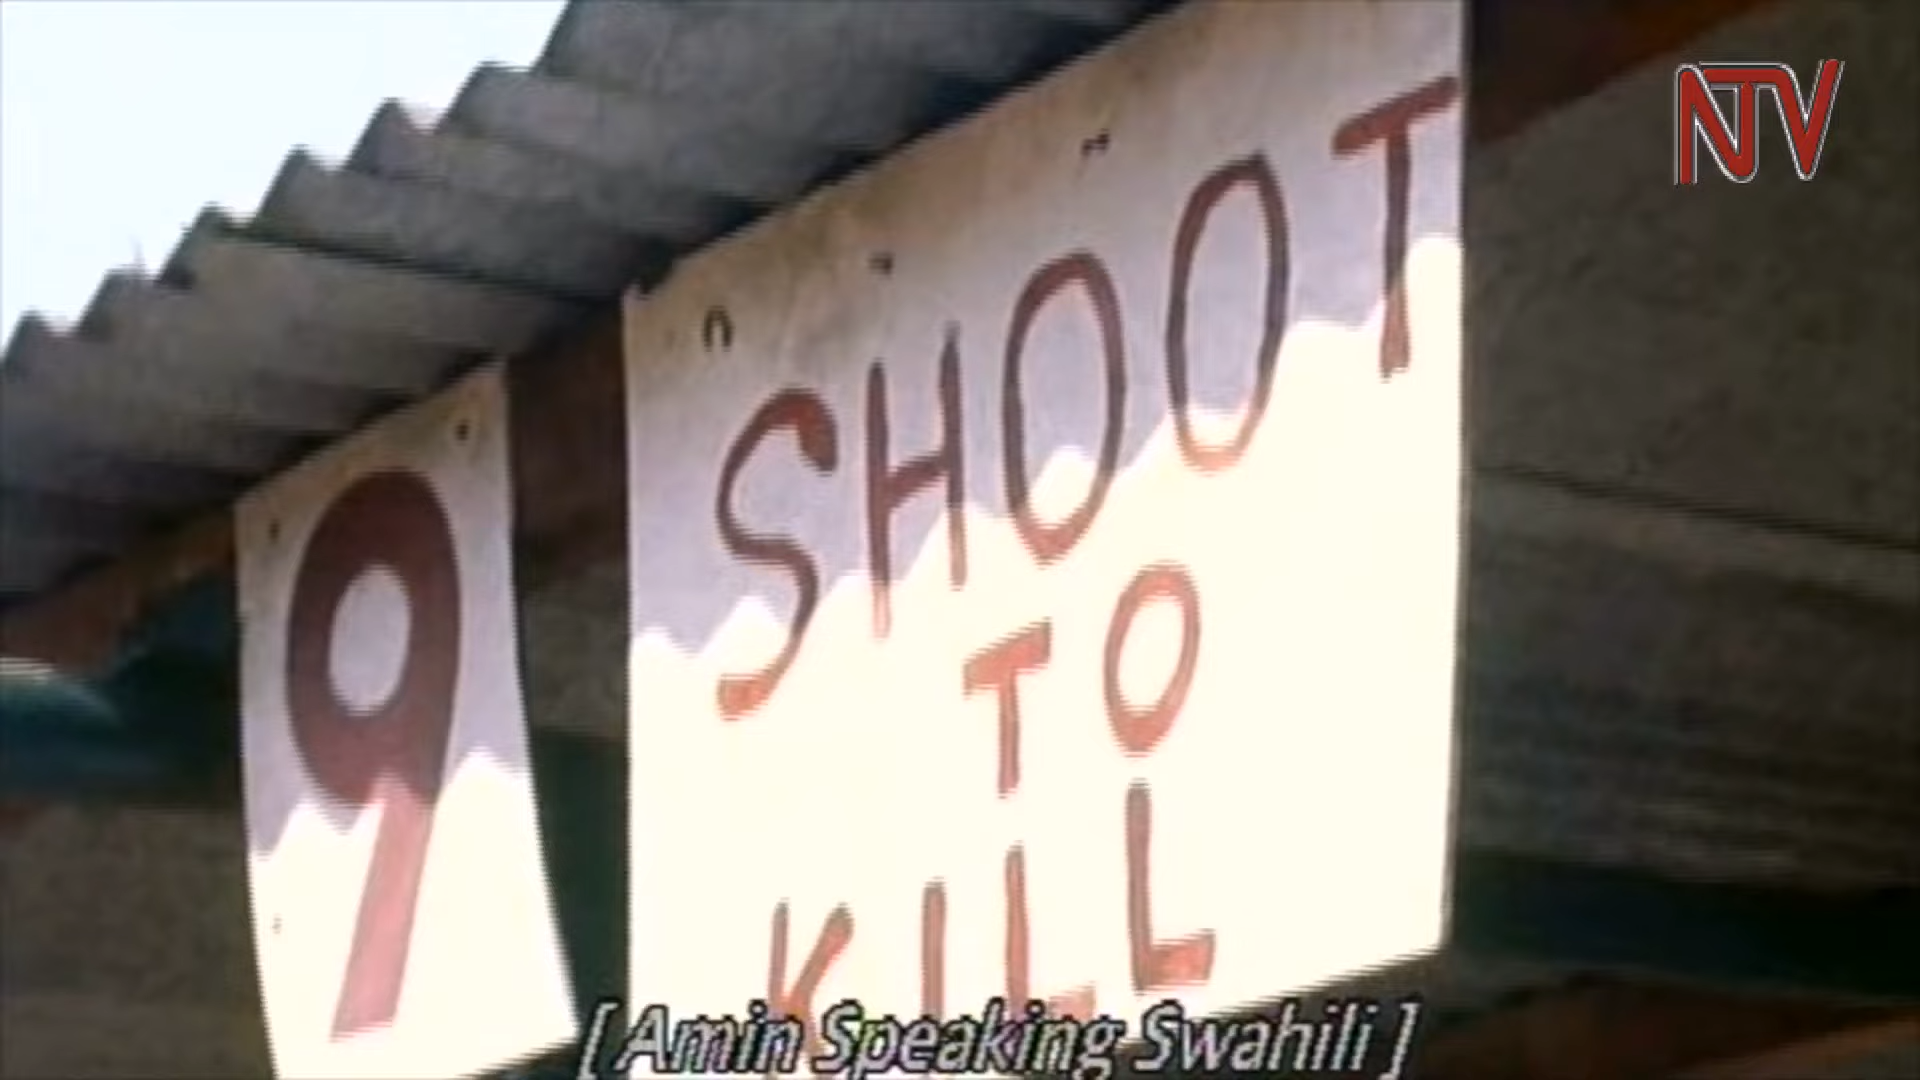 NTV
9
SHOOT
TO
KILL
[ Amin Speaking Swahili ]